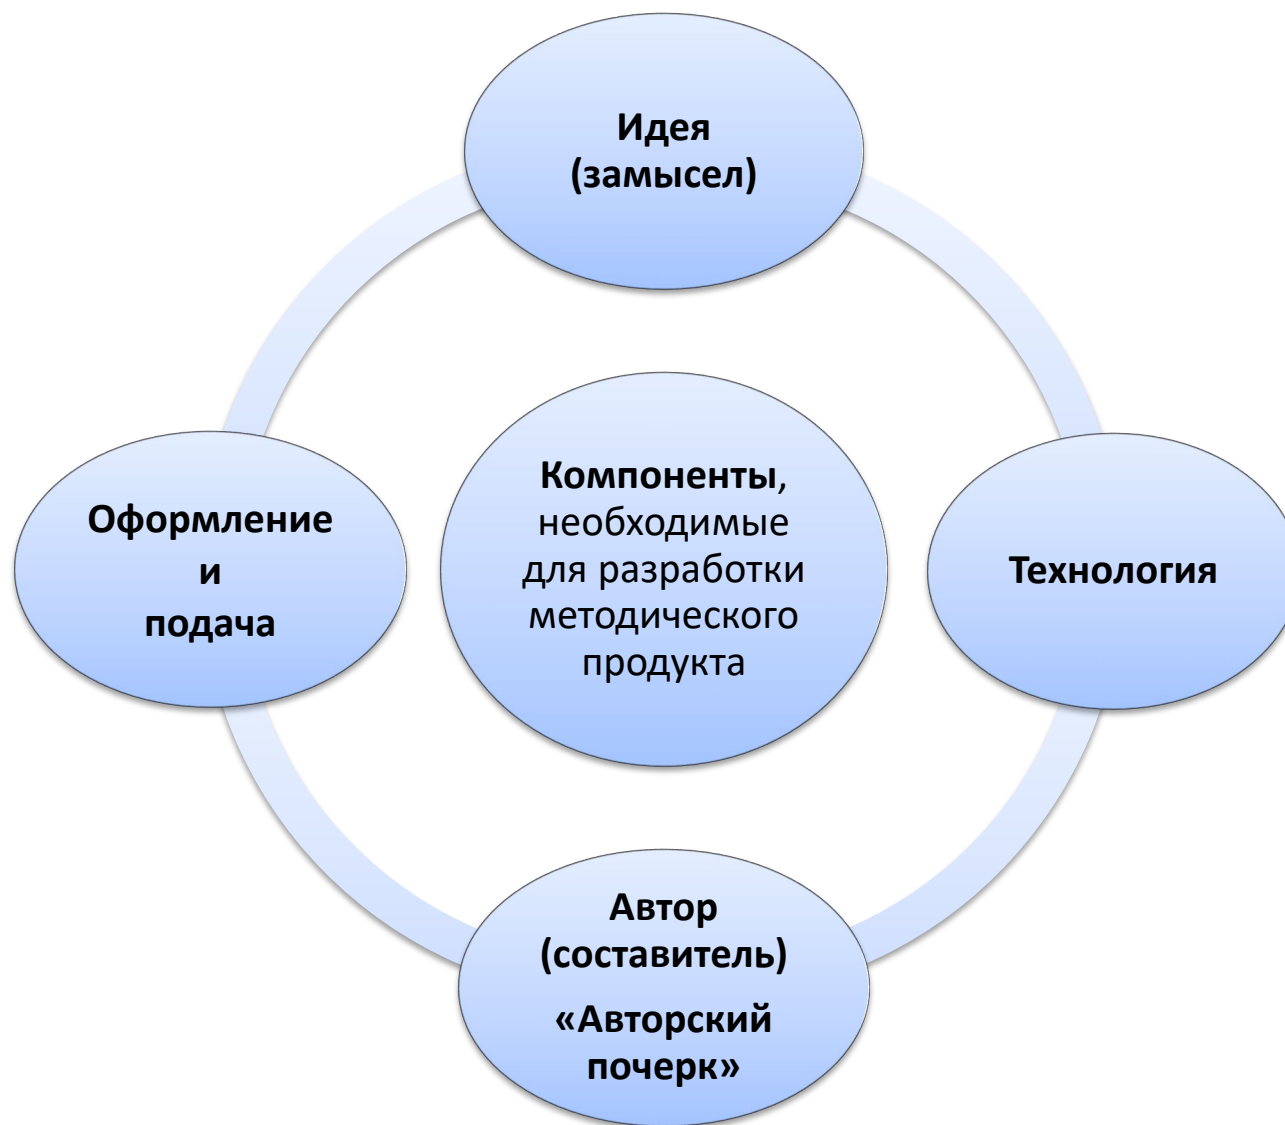 Идея
(замысел)
Компоненты,
необходимые
для разработки
методического
продукта
Оформление
и
подача
Технология
Автор
(составитель)
«Авторский
почерк»